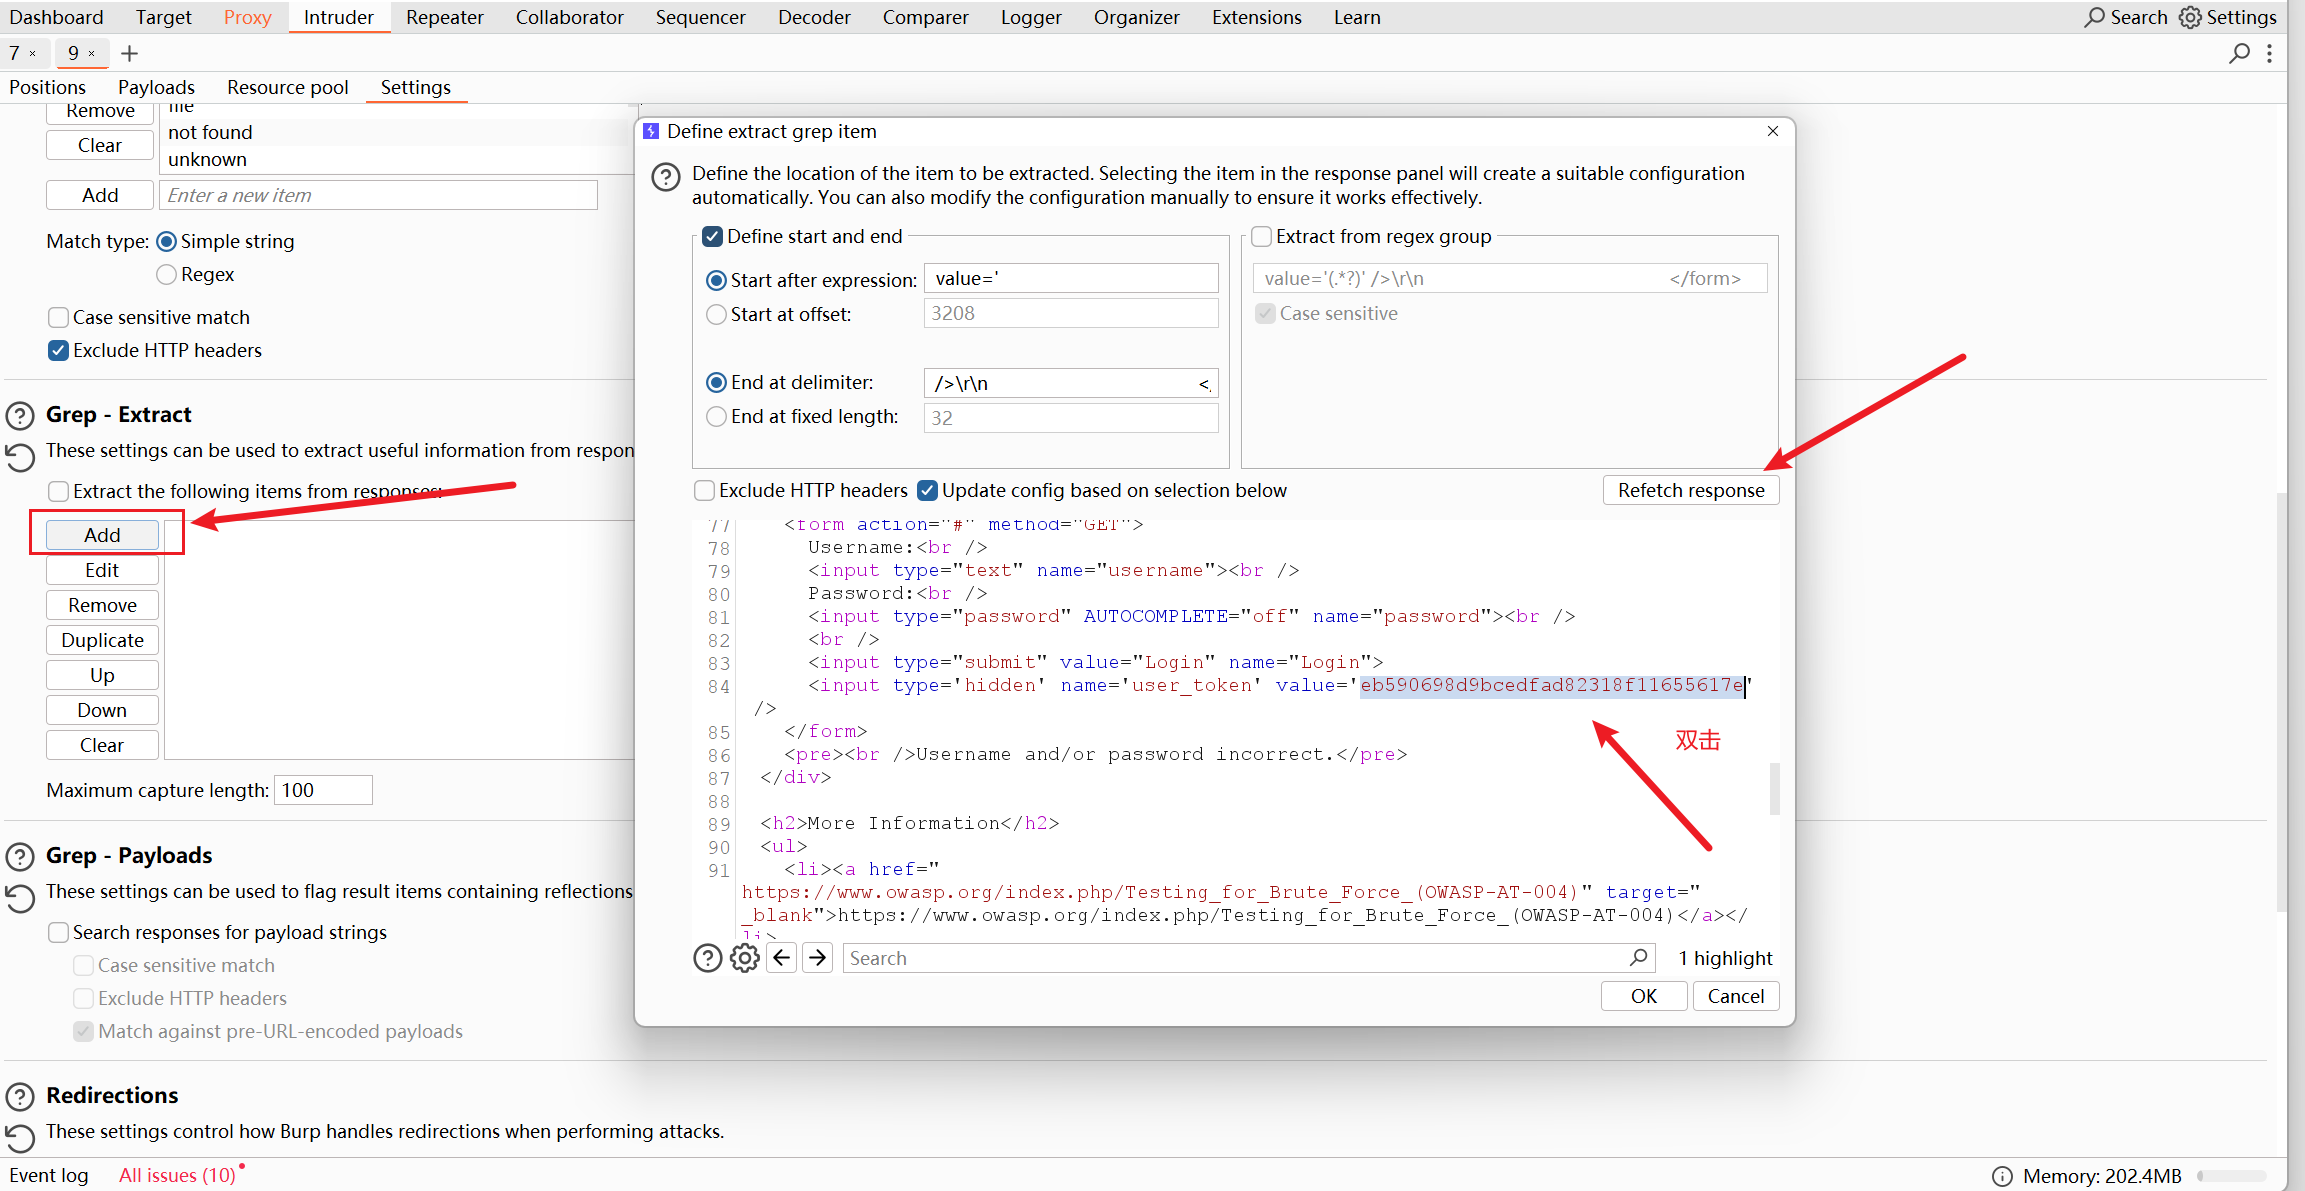 Dashboard Target Proxy Intruder Repeater Collaborator Sequencer Decoder Comparer Logger Organizer Extensions Learn Search Settings
7 × 9 × +
Positions Payloads Resource pool Settings
Remove
file
Clear
not found
unknown
Add Enter a new item
Match type: Simple string
Regex
Case sensitive match
Exclude HTTP headers
Grep - Extract
These settings can be used to extract useful information from respon
Extract the following items from responses:
Add
Edit
Remove
Duplicate
Up
Down
Clear
Maximum capture length: 100
Grep - Payloads
These settings can be used to flag result items containing reflections
Search responses for payload strings
Case sensitive match
Exclude HTTP headers
Match against pre-URL-encoded payloads
Redirections
These settings control how Burp handles redirections when performing attacks.
Define extract grep item ×
Define the location of the item to be extracted. Selecting the item in the response panel will create a suitable configuration
automatically. You can also modify the configuration manually to ensure it works effectively.
Define start and end
Start after expression: value='
Start at offset: 3208
End at delimiter: />\r\n <
End at fixed length: 32
Extract from regex group
value='(.*?)' />\r\n </form>
Case sensitive
Exclude HTTP headers Update config based on selection below Refetch response
77 <form action="#" method="GET">
78 Username:<br />
79 <input type="text" name="username"><br />
80 Password:<br />
81 <input type="password" AUTOCOMPLETE="off" name="password"><br />
82 <br />
83 <input type="submit" value="Login" name="Login">
84 <input type='hidden' name='user_token' value='eb590698d9bcedfad82318f11655617e'
/>
85 </form>
86 <pre><br />Username and/or password incorrect.</pre>
87 </div>
88
89 <h2>More Information</h2>
90 <ul>
91 <li><a href="
https://www.owasp.org/index.php/Testing_for_Brute_Force_(OWASP-AT-004)" target="
_blank">https://www.owasp.org/index.php/Testing_for_Brute_Force_(OWASP-AT-004)</a></
li>
双击
Search 1 highlight
OK Cancel
Event log All issues (10) Memory: 202.4MB